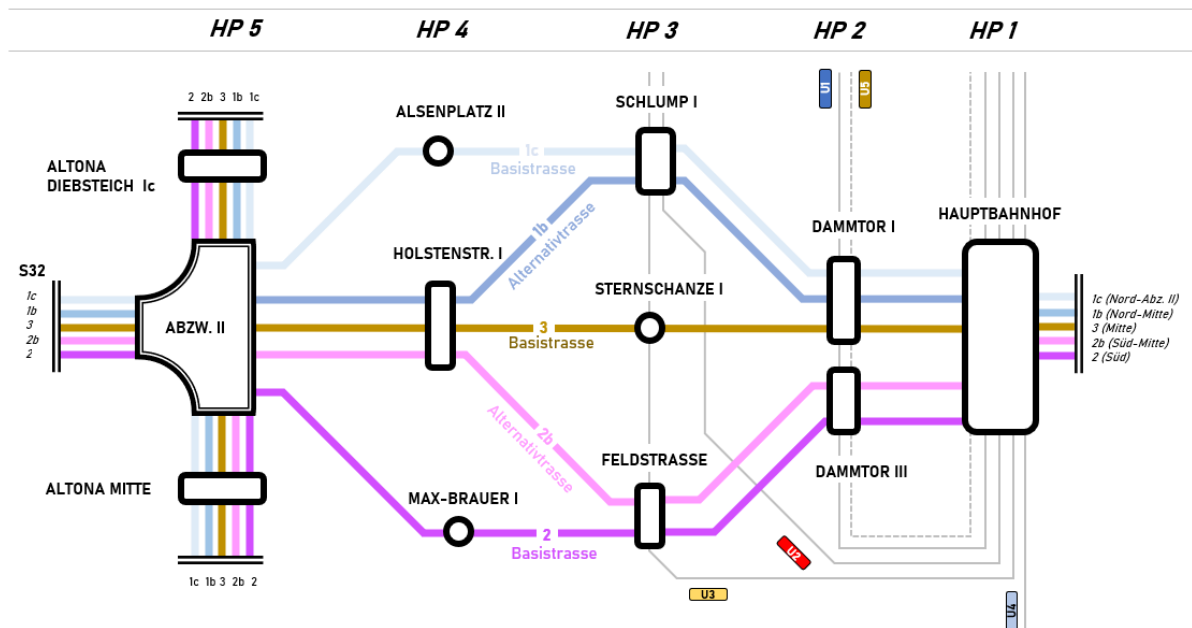 HP 5
HP 4
HP 3
HP 2
HP 1
2 2b 3 1b 1c
U1
U5
ALSENPLATZ II
SCHLUMP I
ALTONA
DIEBSTEICH Ic
1c
Basistrasse
HAUPTBAHNHOF
DAMMTOR I
HOLSTENSTR. I
1b
Alternativtrasse
S32
1c
1b
3
2b
2
ABZW. II
STERNSCHANZE I
3
Basistrasse
1c (Nord-Abz. II)
1b (Nord-Mitte)
3 (Mitte)
2b (Süd-Mitte)
2 (Süd)
2b
Alternativtrasse
FELDSTRASSE
DAMMTOR III
ALTONA MITTE
MAX-BRAUER I
2
Basistrasse
U2
1c 1b 3 2b 2
U3
U4